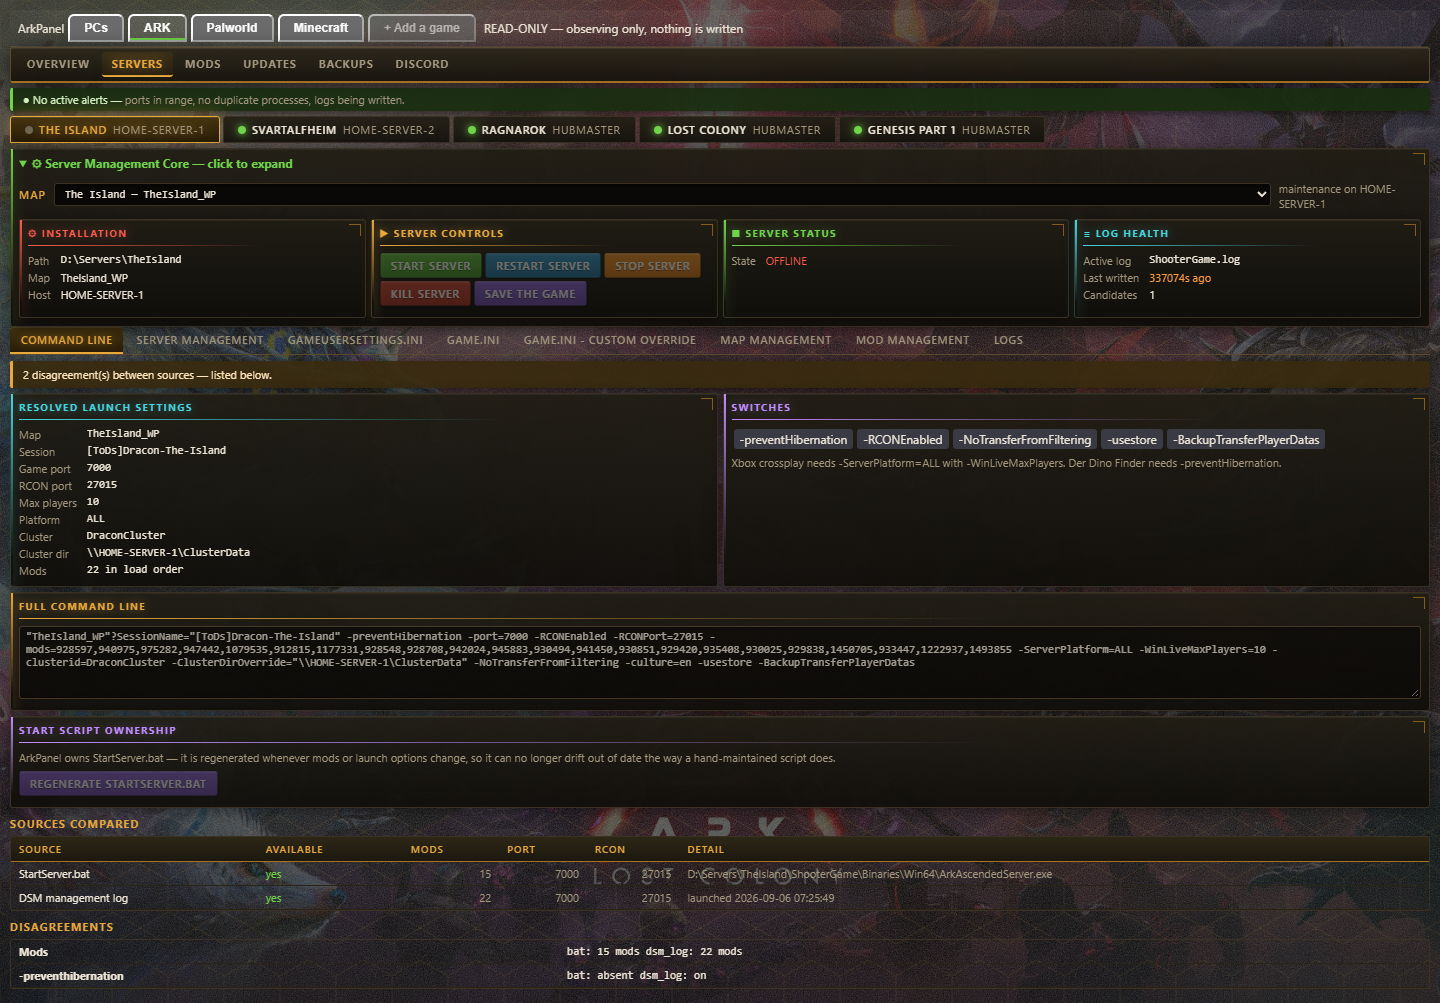 ArkPanel PCs ARK Palworld Minecraft + Add a game READ-ONLY — observing only, nothing is written
OVERVIEW SERVERS MODS UPDATES BACKUPS DISCORD
● No active alerts — ports in range, no duplicate processes, logs being written.
● THE ISLAND HOME-SERVER-1 ● SVARTALFHEIM HOME-SERVER-2 ● RAGNAROK HUBMASTER ● LOST COLONY HUBMASTER ● GENESIS PART 1 HUBMASTER
▼ ⚙ Server Management Core — click to expand
MAP The Island — TheIsland_WP maintenance on HOME-
SERVER-1
⚙ INSTALLATION
Path D:\Servers\TheIsland
Map TheIsland_WP
Host HOME-SERVER-1
▶ SERVER CONTROLS
START SERVER RESTART SERVER STOP SERVER
KILL SERVER SAVE THE GAME
■ SERVER STATUS
State OFFLINE
≡ LOG HEALTH
Active log ShooterGame.log
Last written 337074s ago
Candidates 1
COMMAND LINE SERVER MANAGEMENT GAMEUSERSETTINGS.INI GAME.INI GAME.INI - CUSTOM OVERRIDE MAP MANAGEMENT MOD MANAGEMENT LOGS
2 disagreement(s) between sources — listed below.
RESOLVED LAUNCH SETTINGS
Map TheIsland_WP
Session [ToDs]Dracon-The-Island
Game port 7000
RCON port 27015
Max players 10
Platform ALL
Cluster DraconCluster
Cluster dir \\HOME-SERVER-1\ClusterData
Mods 22 in load order
SWITCHES
-preventHibernation -RCONEnabled -NoTransferFromFiltering -usestore -BackupTransferPlayerDatas
Xbox crossplay needs -ServerPlatform=ALL with -WinLiveMaxPlayers. Der Dino Finder needs -preventHibernation.
FULL COMMAND LINE
"TheIsland_WP"?SessionName="[ToDs]Dracon-The-Island" -preventHibernation -port=7000 -RCONEnabled -RCONPort=27015 -
mods=928597,940975,975282,947442,1079535,912815,1177331,928548,928708,942024,945883,930494,941450,930851,929420,935408,930025,929838,1450705,933447,1222937,1493855 -ServerPlatform=ALL -WinLiveMaxPlayers=10 -
clusterid=DraconCluster -ClusterDirOverride="\\HOME-SERVER-1\ClusterData" -NoTransferFromFiltering -culture=en -usestore -BackupTransferPlayerDatas
START SCRIPT OWNERSHIP
ArkPanel owns StartServer.bat — it is regenerated whenever mods or launch options change, so it can no longer drift out of date the way a hand-maintained script does.
REGENERATE STARTSERVER.BAT
ARK
LOST COLONY
SOURCES COMPARED
SOURCE AVAILABLE MODS PORT RCON DETAIL
StartServer.bat yes 15 7000 27015 D:\Servers\TheIsland\ShooterGame\Binaries\Win64\ArkAscendedServer.exe
DSM management log yes 22 7000 27015 launched 2026-09-06 07:25:49
DISAGREEMENTS
Mods bat: 15 mods dsm_log: 22 mods
-preventhibernation bat: absent dsm_log: on